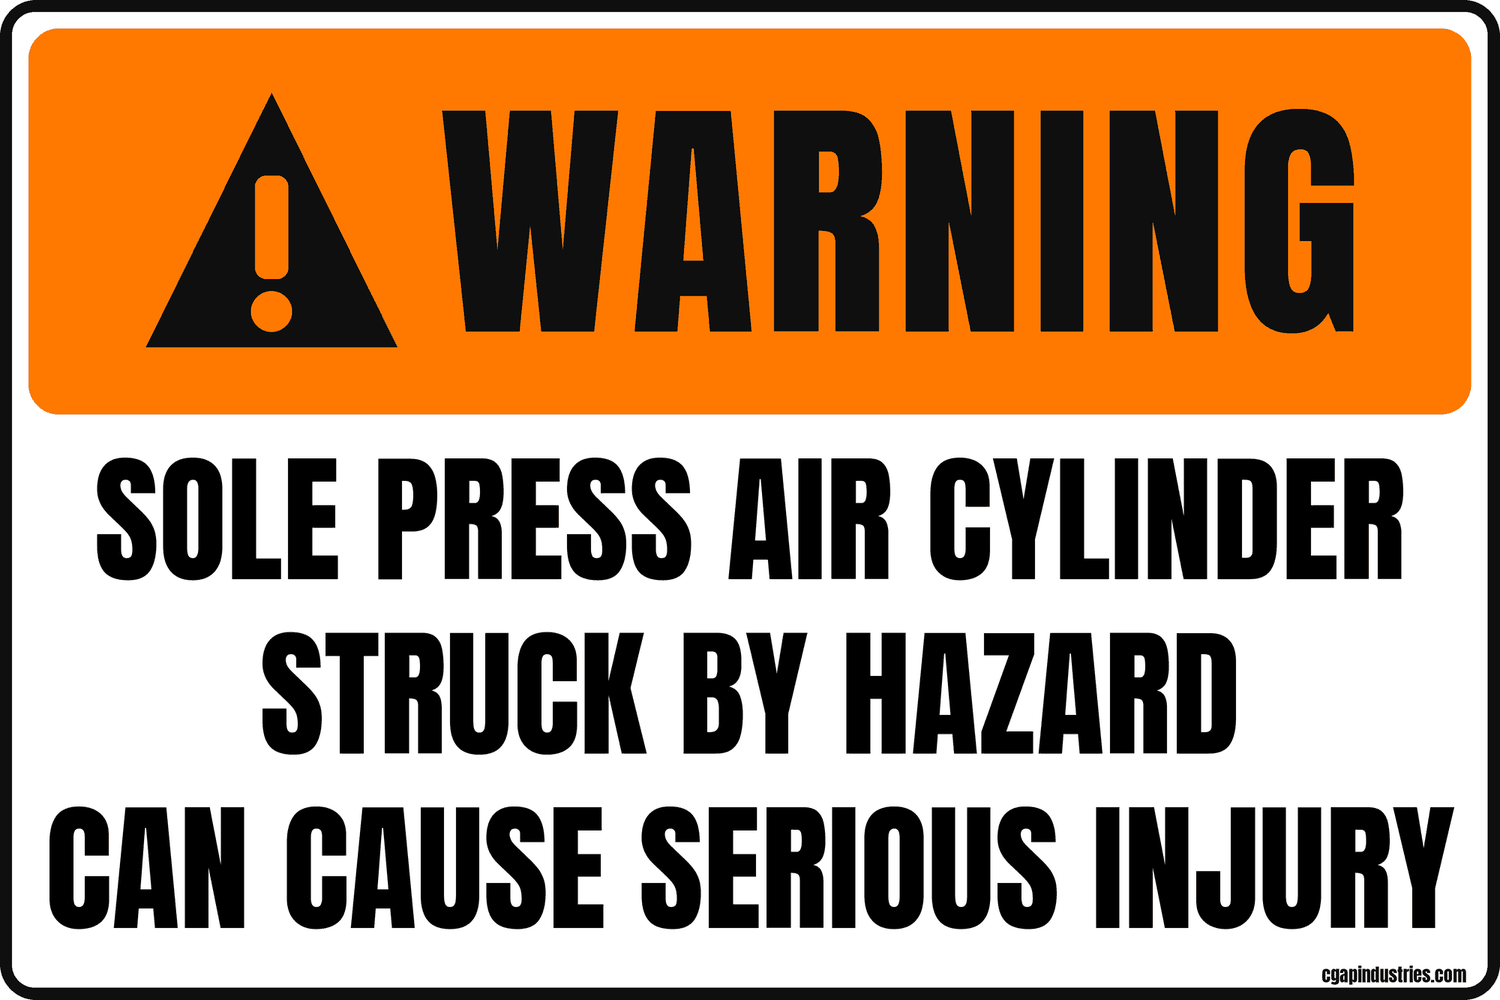 WARNING
SOLE PRESS AIR CYLINDER
STRUCK BY HAZARD
CAN CAUSE SERIOUS INJURY
cgapindustries.com